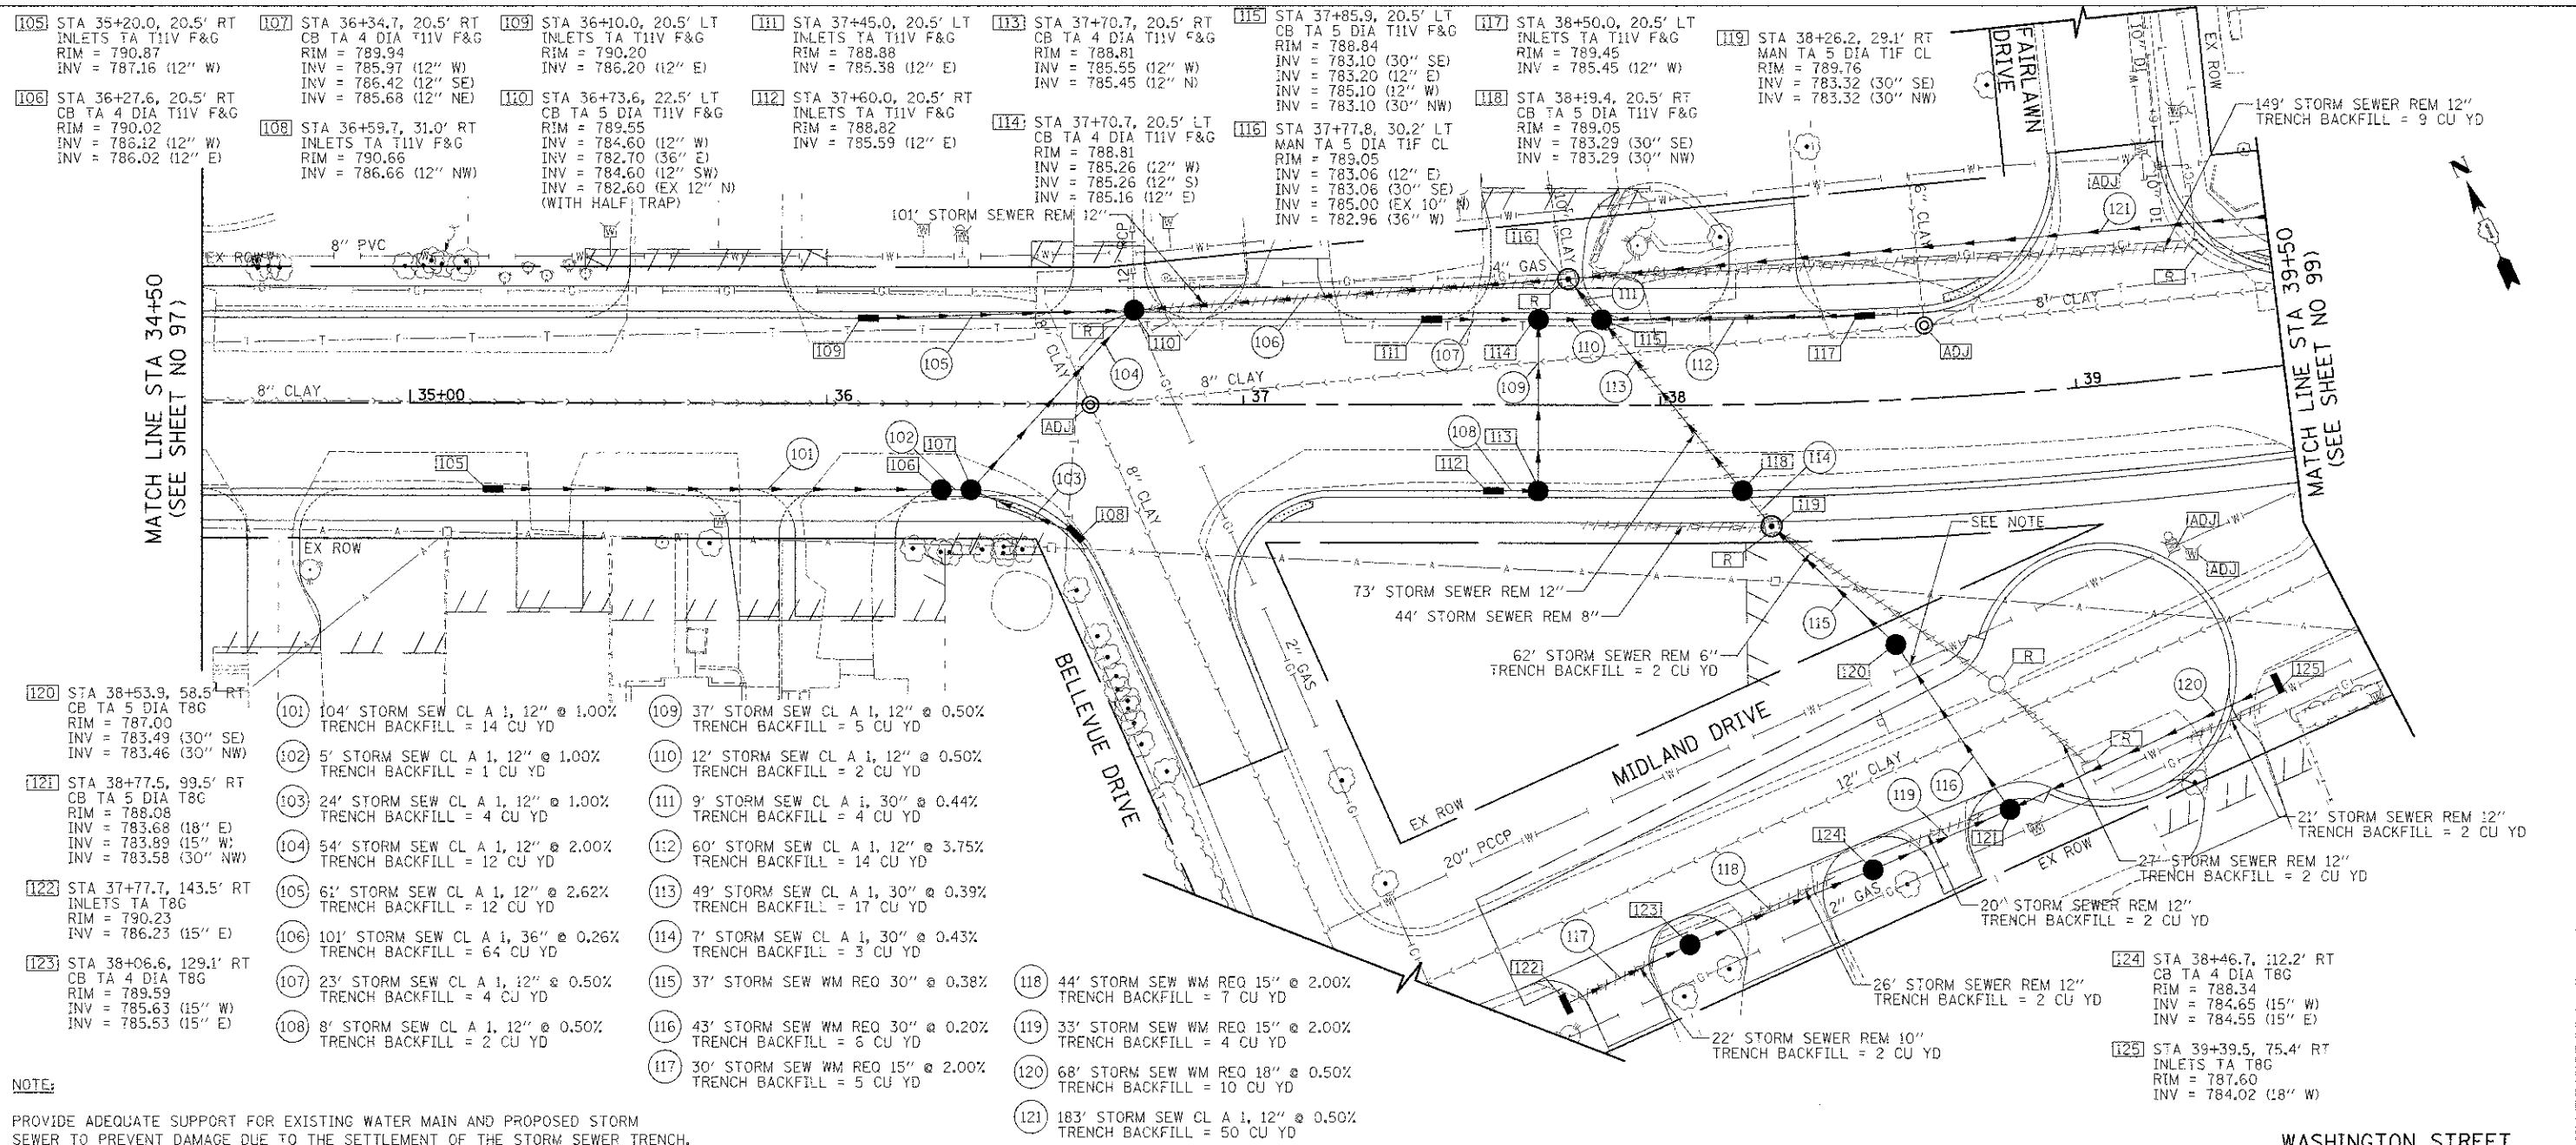 105 STA 35+20.0, 20.5' RT
INLETS TA T11V F&G
RIM = 790.87
INV = 787.16 (12" W)
106 STA 36+27.6, 20.5' RT
CB TA 4 DIA T11V F&G
RIM = 790.02
INV = 786.12 (12" W)
INV = 786.02 (12" E)
107 STA 36+34.7, 20.5' RT
CB TA 4 DIA T11V F&G
RIM = 789.94
INV = 785.97 (12" W)
INV = 786.42 (12" SE)
INV = 785.68 (12" NE)
108 STA 36+59.7, 31.0' RT
INLETS TA T11V F&G
RIM = 790.66
INV = 786.66 (12" NW)
109 STA 36+10.0, 20.5' LT
INLETS TA T11V F&G
RIM = 790.20
INV = 786.20 (12" E)
110 STA 36+73.6, 22.5' LT
CB TA 5 DIA T11V F&G
RIM = 789.55
INV = 784.60 (12" W)
INV = 782.70 (36" E)
INV = 784.60 (12" SW)
INV = 782.60 (EX 12" N)
(WITH HALF TRAP)
111 STA 37+45.0, 20.5' LT
INLETS TA T11V F&G
RIM = 788.88
INV = 785.38 (12" E)
112 STA 37+60.0, 20.5' RT
INLETS TA T11V F&G
RIM = 788.82
INV = 785.59 (12" E)
113 STA 37+70.7, 20.5' RT
CB TA 4 DIA T11V F&G
RIM = 788.81
INV = 785.55 (12" W)
INV = 785.45 (12" N)
114 STA 37+70.7, 20.5' LT
CB TA 4 DIA T11V F&G
RIM = 788.81
INV = 785.26 (12" W)
INV = 785.26 (12" S)
INV = 785.16 (12" E)
115 STA 37+85.9, 20.5' LT
CB TA 5 DIA T11V F&G
RIM = 788.84
INV = 783.10 (30" SE)
INV = 783.20 (12" E)
INV = 785.10 (12" W)
INV = 783.10 (30" NW)
116 STA 37+77.8, 30.2' LT
MAN TA 5 DIA T1F CL
RIM = 789.05
INV = 783.06 (12" E)
INV = 783.06 (30" SE)
INV = 785.00 (EX 10" N)
INV = 782.96 (36" W)
117 STA 38+50.0, 20.5' LT
INLETS TA T11V F&G
RIM = 789.45
INV = 785.45 (12" W)
118 STA 38+19.4, 20.5' RT
CB TA 5 DIA T11V F&G
RIM = 789.05
INV = 783.29 (30" SE)
INV = 783.29 (30" NW)
119 STA 38+26.2, 29.1' RT
MAN TA 5 DIA T1F CL
RIM = 789.76
INV = 783.32 (30" SE)
INV = 783.32 (30" NW)
FAIRLAWN
DRIVE
EX ROW
149' STORM SEWER REM 12"
TRENCH BACKFILL = 9 CU YD
N
101' STORM SEWER REM 12"
MATCH LINE STA 34+50
(SEE SHEET NO 97)
MATCH LINE STA 39+50
(SEE SHEET NO 99)
EX ROW
8" PVC
4" GAS
10" CLAY
6" CLAY
8" CLAY
8" CLAY
8" CLAY
8" CLAY
8" CLAY
35+00
36
37
38
39
EX ROW
SEE NOTE
73' STORM SEWER REM 12"
44' STORM SEWER REM 8"
62' STORM SEWER REM 6"
TRENCH BACKFILL = 2 CU YD
BELLEVUE DRIVE
2" GAS
MIDLAND DRIVE
EX ROW
20" PCCP
12" CLAY
2" GAS
EX ROW
21' STORM SEWER REM 12"
TRENCH BACKFILL = 2 CU YD
27' STORM SEWER REM 12"
TRENCH BACKFILL = 2 CU YD
20' STORM SEWER REM 12"
TRENCH BACKFILL = 2 CU YD
26' STORM SEWER REM 12"
TRENCH BACKFILL = 2 CU YD
22' STORM SEWER REM 10"
TRENCH BACKFILL = 2 CU YD
120 STA 38+53.9, 58.5' RT
CB TA 5 DIA T8G
RIM = 787.00
INV = 783.49 (30" SE)
INV = 783.46 (30" NW)
121 STA 38+77.5, 99.5' RT
CB TA 5 DIA T8G
RIM = 788.08
INV = 783.68 (18" E)
INV = 783.89 (15" W)
INV = 783.58 (30" NW)
122 STA 37+77.7, 143.5' RT
INLETS TA T8G
RIM = 790.23
INV = 786.23 (15" E)
123 STA 38+06.6, 129.1' RT
CB TA 4 DIA T8G
RIM = 789.59
INV = 785.63 (15" W)
INV = 785.53 (15" E)
101 104' STORM SEW CL A 1, 12" @ 1.00%
TRENCH BACKFILL = 14 CU YD
102 5' STORM SEW CL A 1, 12" @ 1.00%
TRENCH BACKFILL = 1 CU YD
103 24' STORM SEW CL A 1, 12" @ 1.00%
TRENCH BACKFILL = 4 CU YD
104 54' STORM SEW CL A 1, 12" @ 2.00%
TRENCH BACKFILL = 12 CU YD
105 61' STORM SEW CL A 1, 12" @ 2.62%
TRENCH BACKFILL = 12 CU YD
106 101' STORM SEW CL A 1, 36" @ 0.26%
TRENCH BACKFILL = 64 CU YD
107 23' STORM SEW CL A 1, 12" @ 0.50%
TRENCH BACKFILL = 4 CU YD
108 8' STORM SEW CL A 1, 12" @ 0.50%
TRENCH BACKFILL = 2 CU YD
109 37' STORM SEW CL A 1, 12" @ 0.50%
TRENCH BACKFILL = 5 CU YD
110 12' STORM SEW CL A 1, 12" @ 0.50%
TRENCH BACKFILL = 2 CU YD
111 9' STORM SEW CL A 1, 30" @ 0.44%
TRENCH BACKFILL = 4 CU YD
112 60' STORM SEW CL A 1, 12" @ 3.75%
TRENCH BACKFILL = 14 CU YD
113 49' STORM SEW CL A 1, 30" @ 0.39%
TRENCH BACKFILL = 17 CU YD
114 7' STORM SEW CL A 1, 30" @ 0.43%
TRENCH BACKFILL = 3 CU YD
115 37' STORM SEW WM REQ 30" @ 0.38%
116 43' STORM SEW WM REQ 30" @ 0.20%
TRENCH BACKFILL = 6 CU YD
117 30' STORM SEW WM REQ 15" @ 2.00%
TRENCH BACKFILL = 5 CU YD
118 44' STORM SEW WM REQ 15" @ 2.00%
TRENCH BACKFILL = 7 CU YD
119 33' STORM SEW WM REQ 15" @ 2.00%
TRENCH BACKFILL = 4 CU YD
120 68' STORM SEW WM REQ 18" @ 0.50%
TRENCH BACKFILL = 10 CU YD
121 183' STORM SEW CL A 1, 12" @ 0.50%
TRENCH BACKFILL = 50 CU YD
124 STA 38+46.7, 112.2' RT
CB TA 4 DIA T8G
RIM = 788.34
INV = 784.65 (15" W)
INV = 784.55 (15" E)
125 STA 39+39.5, 75.4' RT
INLETS TA T8G
RIM = 787.60
INV = 784.02 (18" W)
NOTE:
PROVIDE ADEQUATE SUPPORT FOR EXISTING WATER MAIN AND PROPOSED STORM
SEWER TO PREVENT DAMAGE DUE TO THE SETTLEMENT OF THE STORM SEWER TRENCH.
WASHINGTON STREET